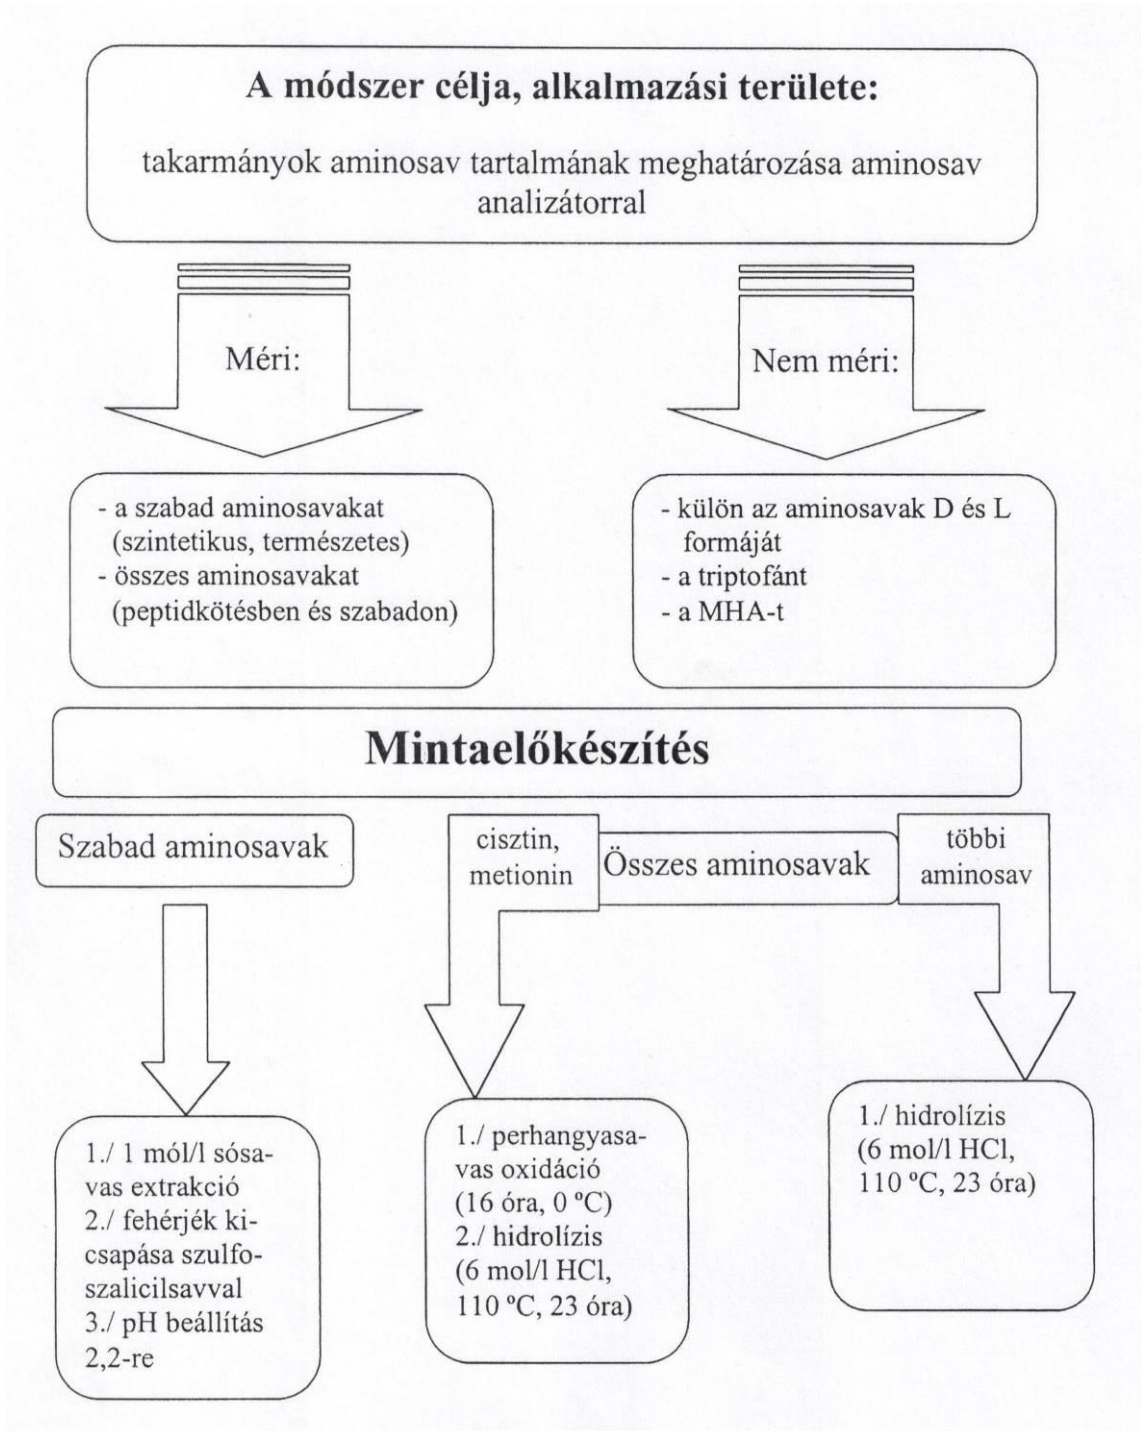 A módszer célja, alkalmazási területe:
takarmányok aminosav tartalmának meghatározása aminosav
analizátorral
Méri:
Nem méri:
- a szabad aminosavakat
(szintetikus, természetes)
- összes aminosavakat
(peptidkötésben és szabadon)
- külön az aminosavak D és L
formáját
- a triptofánt
- a MHA-t
Mintaelőkészítés
Szabad aminosavak
cisztin,
metionin
Összes aminosavak
többi
aminosav
1./ 1 mól/l sósa-
vas extrakció
2./ fehérjék ki-
csapása szulfo-
szalicilsavval
3./ pH beállítás
2,2-re
1./ perhangyasa-
vas oxidáció
(16 óra, 0 ºC)
2./ hidrolízis
(6 mol/l HCl,
110 ºC, 23 óra)
1./ hidrolízis
(6 mol/l HCl,
110 ºC, 23 óra)